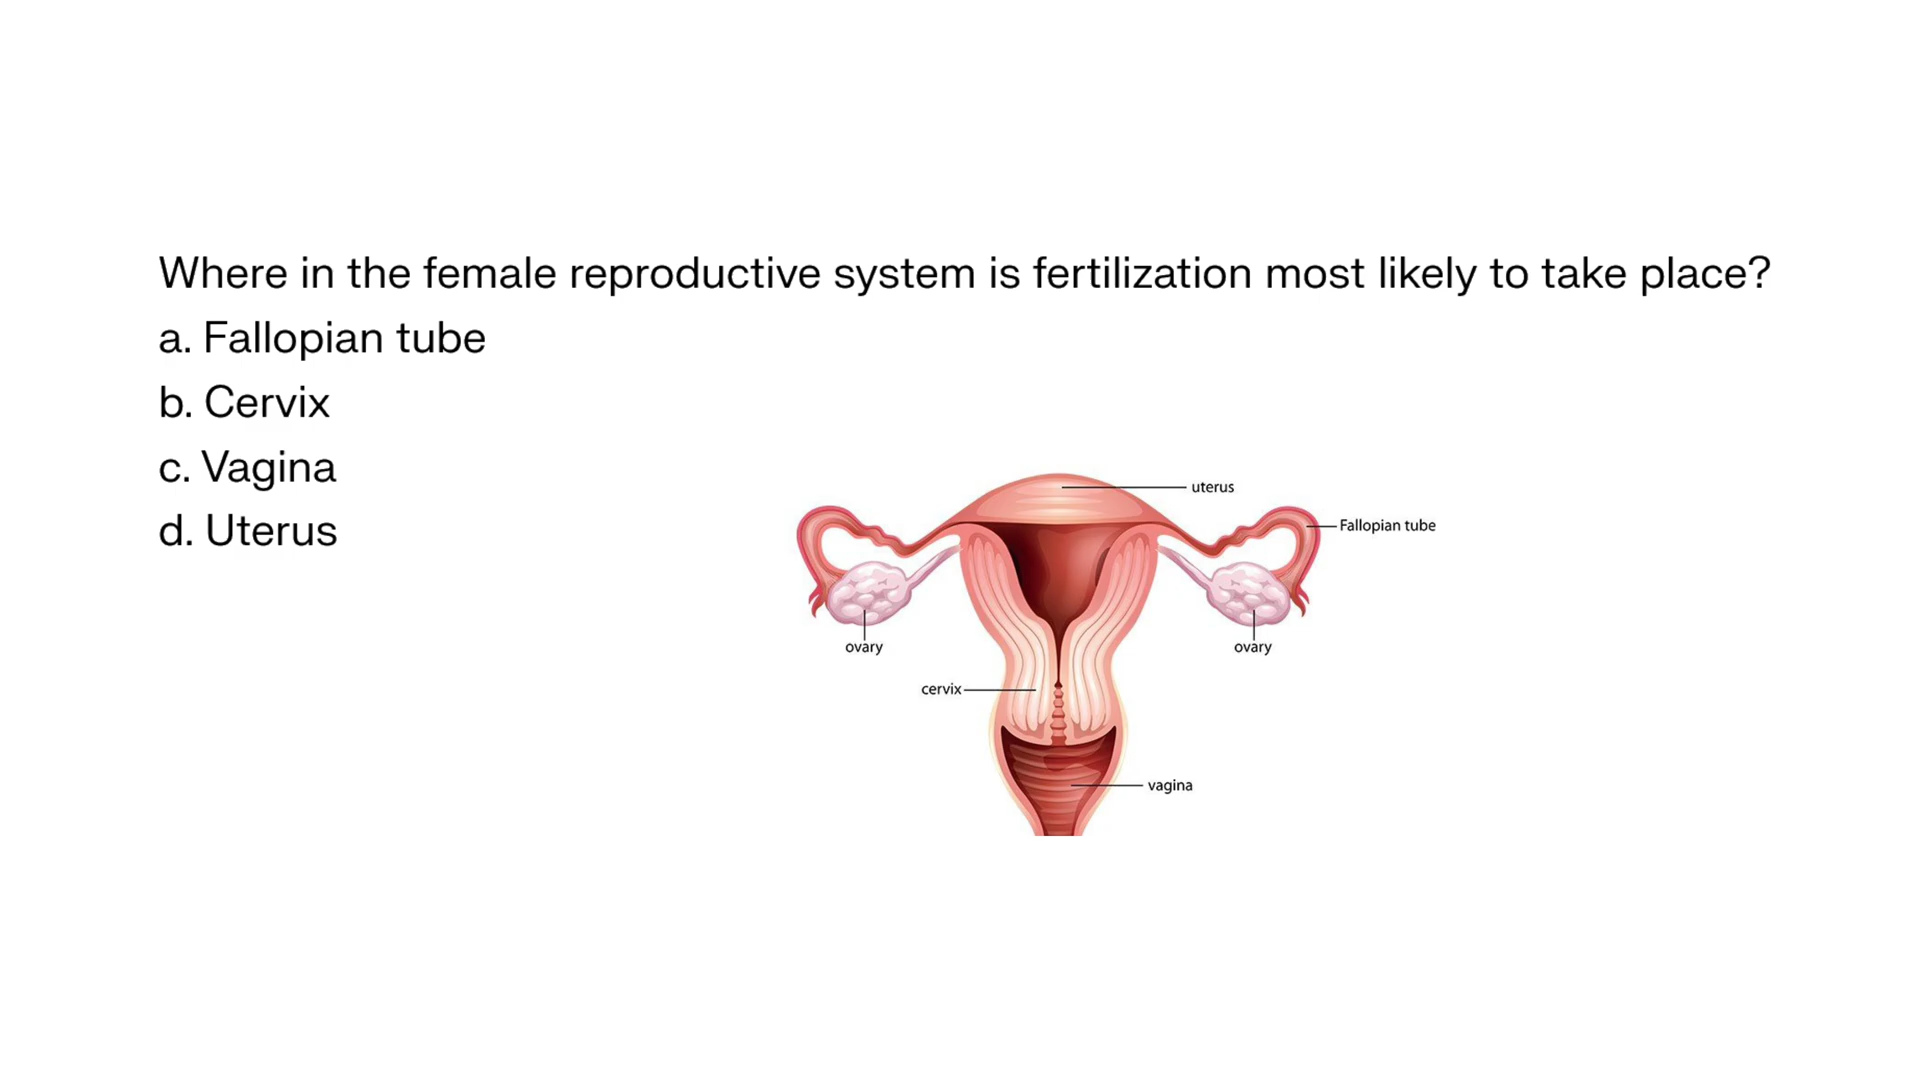 Where in the female reproductive system is fertilization most likely to take place?
a. Fallopian tube
b. Cervix
c. Vagina
d. Uterus
uterus
Fallopian tube
ovary
ovary
cervix
vagina